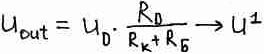 U_out = U_D · R_D / (R_K + R_Б) → U^1